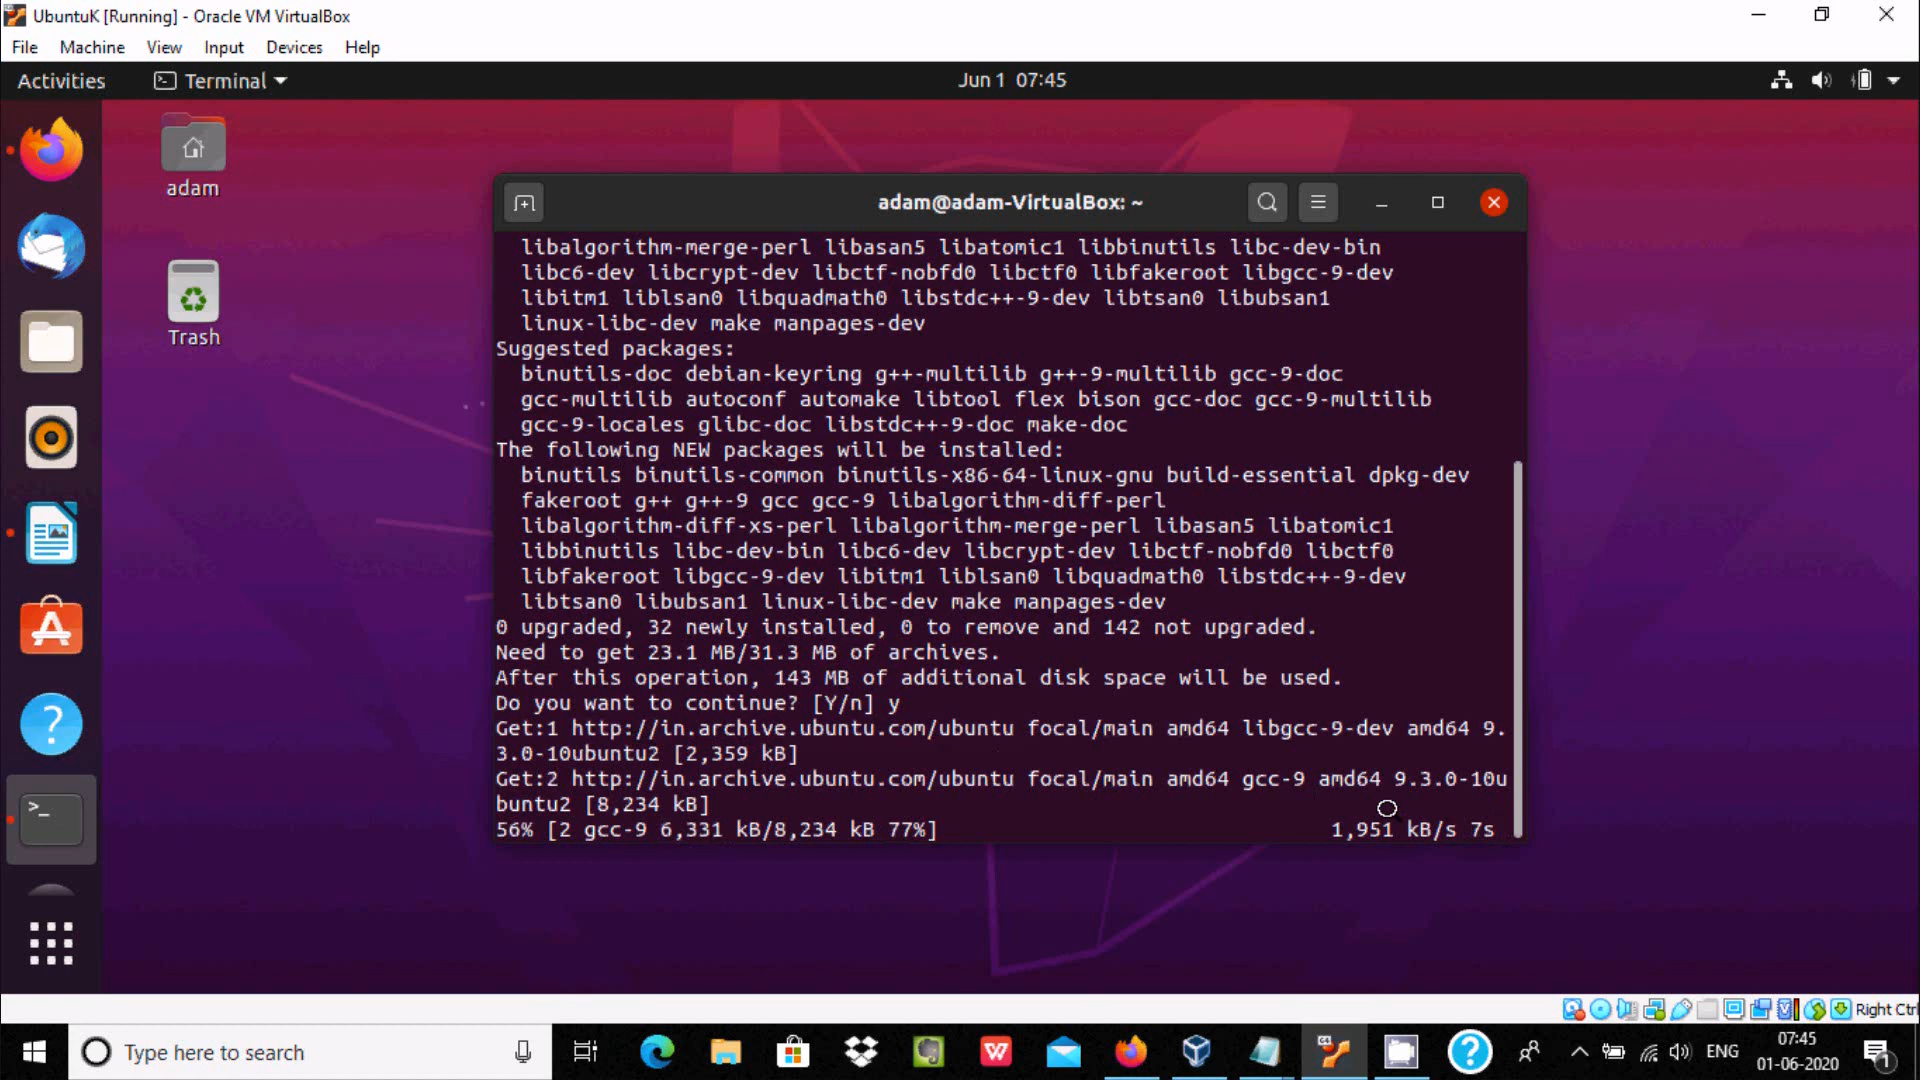 UbuntuK [Running] - Oracle VM VirtualBox
File Machine View Input Devices Help
Activities Terminal Jun 1 07:45
adam
Trash
adam@adam-VirtualBox: ~
libalgorithm-merge-perl libasan5 libatomic1 libbinutils libc-dev-bin
libc6-dev libcrypt-dev libctf-nobfd0 libctf0 libfakeroot libgcc-9-dev
libitm1 liblsan0 libquadmath0 libstdc++-9-dev libtsan0 libubsan1
linux-libc-dev make manpages-dev
Suggested packages:
binutils-doc debian-keyring g++-multilib g++-9-multilib gcc-9-doc
gcc-multilib autoconf automake libtool flex bison gcc-doc gcc-9-multilib
gcc-9-locales glibc-doc libstdc++-9-doc make-doc
The following NEW packages will be installed:
binutils binutils-common binutils-x86-64-linux-gnu build-essential dpkg-dev
fakeroot g++ g++-9 gcc gcc-9 libalgorithm-diff-perl
libalgorithm-diff-xs-perl libalgorithm-merge-perl libasan5 libatomic1
libbinutils libc-dev-bin libc6-dev libcrypt-dev libctf-nobfd0 libctf0
libfakeroot libgcc-9-dev libitm1 liblsan0 libquadmath0 libstdc++-9-dev
libtsan0 libubsan1 linux-libc-dev make manpages-dev
0 upgraded, 32 newly installed, 0 to remove and 142 not upgraded.
Need to get 23.1 MB/31.3 MB of archives.
After this operation, 143 MB of additional disk space will be used.
Do you want to continue? [Y/n] y
Get:1 http://in.archive.ubuntu.com/ubuntu focal/main amd64 libgcc-9-dev amd64 9.
3.0-10ubuntu2 [2,359 kB]
Get:2 http://in.archive.ubuntu.com/ubuntu focal/main amd64 gcc-9 amd64 9.3.0-10u
buntu2 [8,234 kB]
56% [2 gcc-9 6,331 kB/8,234 kB 77%] 1,951 kB/s 7s
Right Ctrl
Type here to search
ENG
07:45
01-06-2020
1